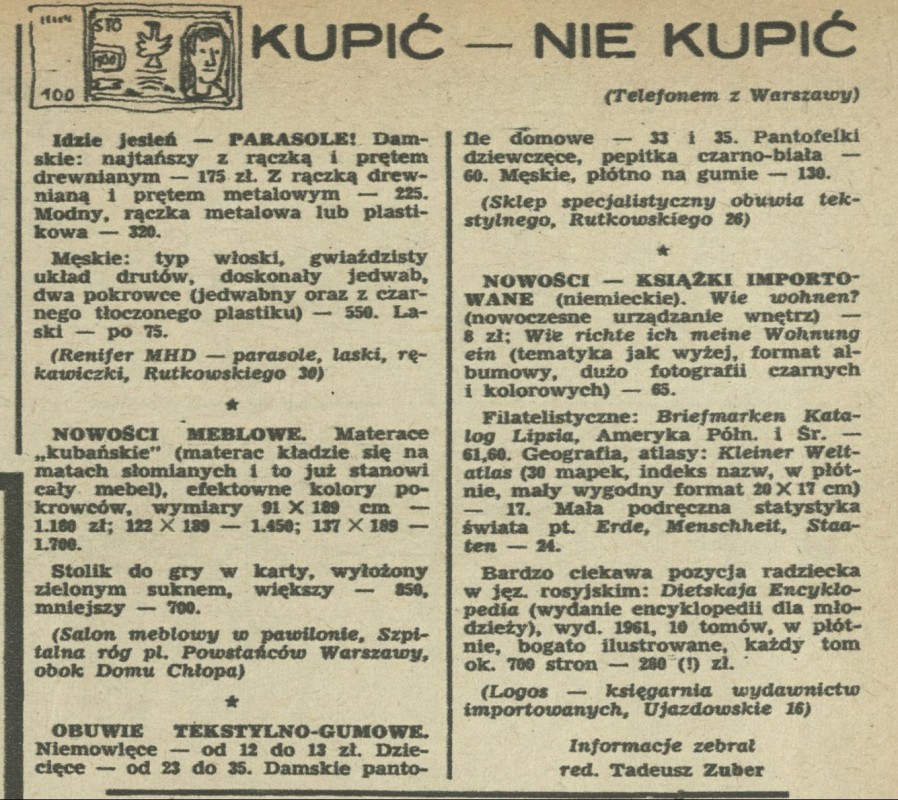 STO
100
100
KUPIĆ — NIE KUPIĆ
(Telefonem z Warszawy)
Idzie jesień — PARASOLE! Dam-
skie: najtańszy z rączką i prętem
drewnianym — 175 zł. Z rączką drew-
nianą i prętem metalowym — 225.
Modny, rączka metalowa lub plasti-
kowa — 320.
Męskie: typ włoski, gwiaździsty
układ drutów, doskonały jedwab,
dwa pokrowce (jedwabny oraz z czar-
nego tłoczonego plastiku) — 550. La-
ski — po 75.
(Renifer MHD — parasole, laski, rę-
kawiczki, Rutkowskiego 30)
★
NOWOŚCI MEBLOWE. Materace
„kubańskie" (materac kładzie się na
matach słomianych i to już stanowi
cały mebel), efektowne kolory po-
krowców, wymiary 91 × 189 cm —
1.180 zł; 122 × 189 — 1.450; 137 × 189 —
1.700.
Stolik do gry w karty, wyłożony
zielonym suknem, większy — 850,
mniejszy — 700.
(Salon meblowy w pawilonie, Szpi-
talna róg pl. Powstańców Warszawy,
obok Domu Chłopa)
★
OBUWIE TEKSTYLNO-GUMOWE.
Niemowlęce — od 12 do 13 zł. Dzie-
cięce — od 23 do 35. Damskie panto-
fle domowe — 33 i 35. Pantofelki
dziewczęce, pepitka czarno-biała —
60. Męskie, płótno na gumie — 130.
(Sklep specjalistyczny obuwia tek-
stylnego, Rutkowskiego 26)
★
NOWOŚCI — KSIĄŻKI IMPORTO-
WANE (niemieckie). Wie wohnen?
(nowoczesne urządzanie wnętrz) —
8 zł; Wie richte ich meine Wohnung
ein (tematyka jak wyżej, format al-
bumowy, dużo fotografii czarnych
i kolorowych) — 65.
Filatelistyczne: Briefmarken Kata-
log Lipsia, Ameryka Półn. i Śr. —
61,60. Geografia, atlasy: Kleiner Welt-
atlas (30 mapek, indeks nazw, w płót-
nie, mały wygodny format 20 × 17 cm)
— 17. Mała podręczna statystyka
świata pt. Erde, Menschheit, Staa-
ten — 24.
Bardzo ciekawa pozycja radziecka
w jęz. rosyjskim: Dietskaja Encykło-
pedia (wydanie encyklopedii dla mło-
dzieży), wyd. 1961, 10 tomów, w płót-
nie, bogato ilustrowane, każdy tom
ok. 700 stron — 280 (!) zł.
(Logos — księgarnia wydawnictw
importowanych, Ujazdowskie 16)
Informacje zebrał
red. Tadeusz Zuber